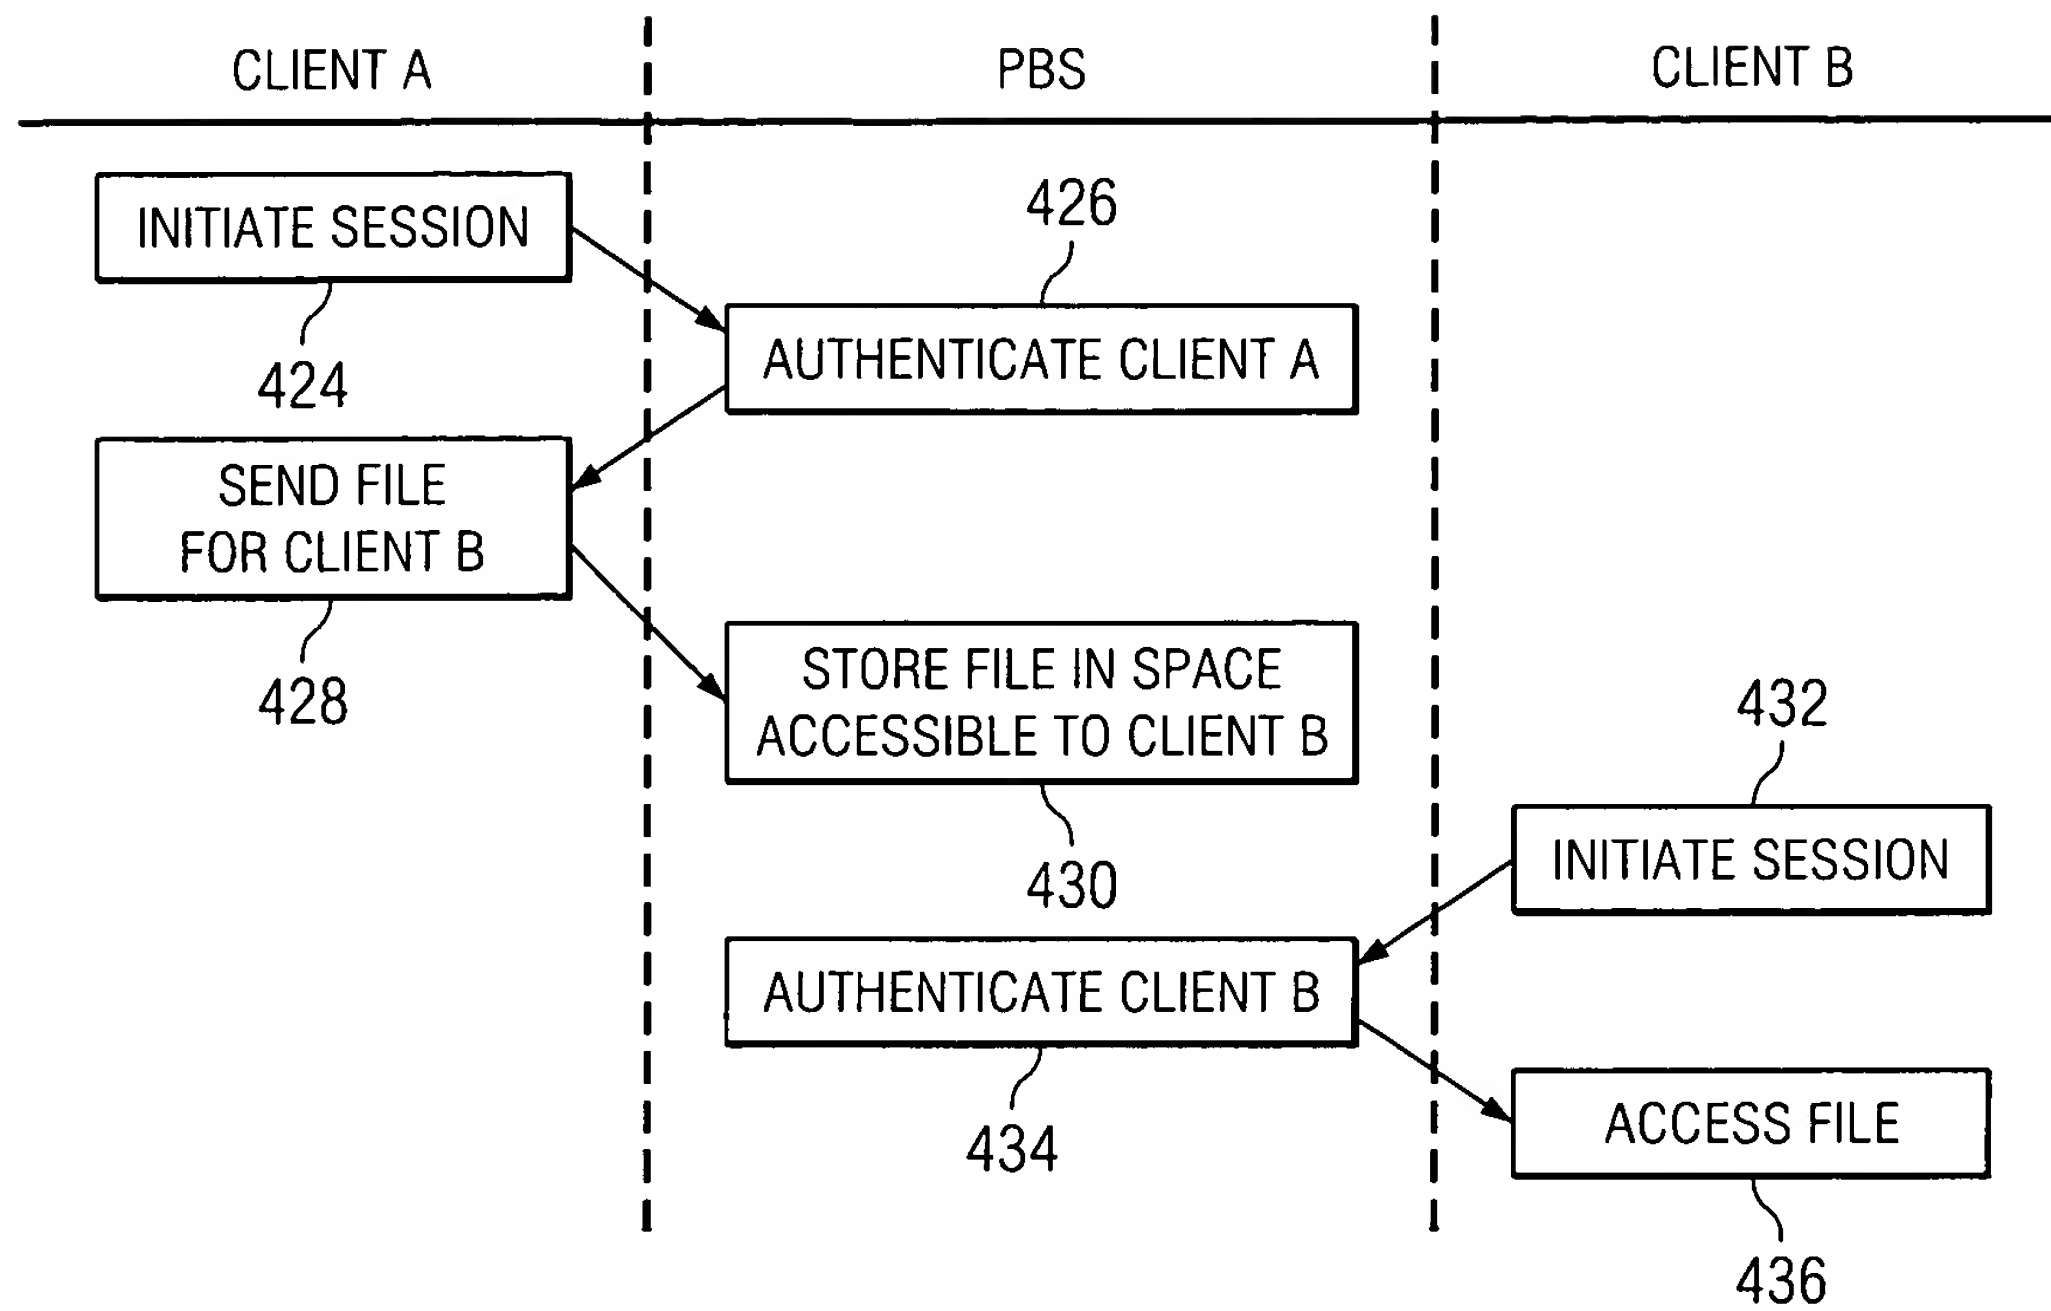 CLIENT A
PBS
CLIENT B
INITIATE SESSION
424
426
AUTHENTICATE CLIENT A
SEND FILE
FOR CLIENT B
428
STORE FILE IN SPACE
ACCESSIBLE TO CLIENT B
430
432
INITIATE SESSION
AUTHENTICATE CLIENT B
434
ACCESS FILE
436